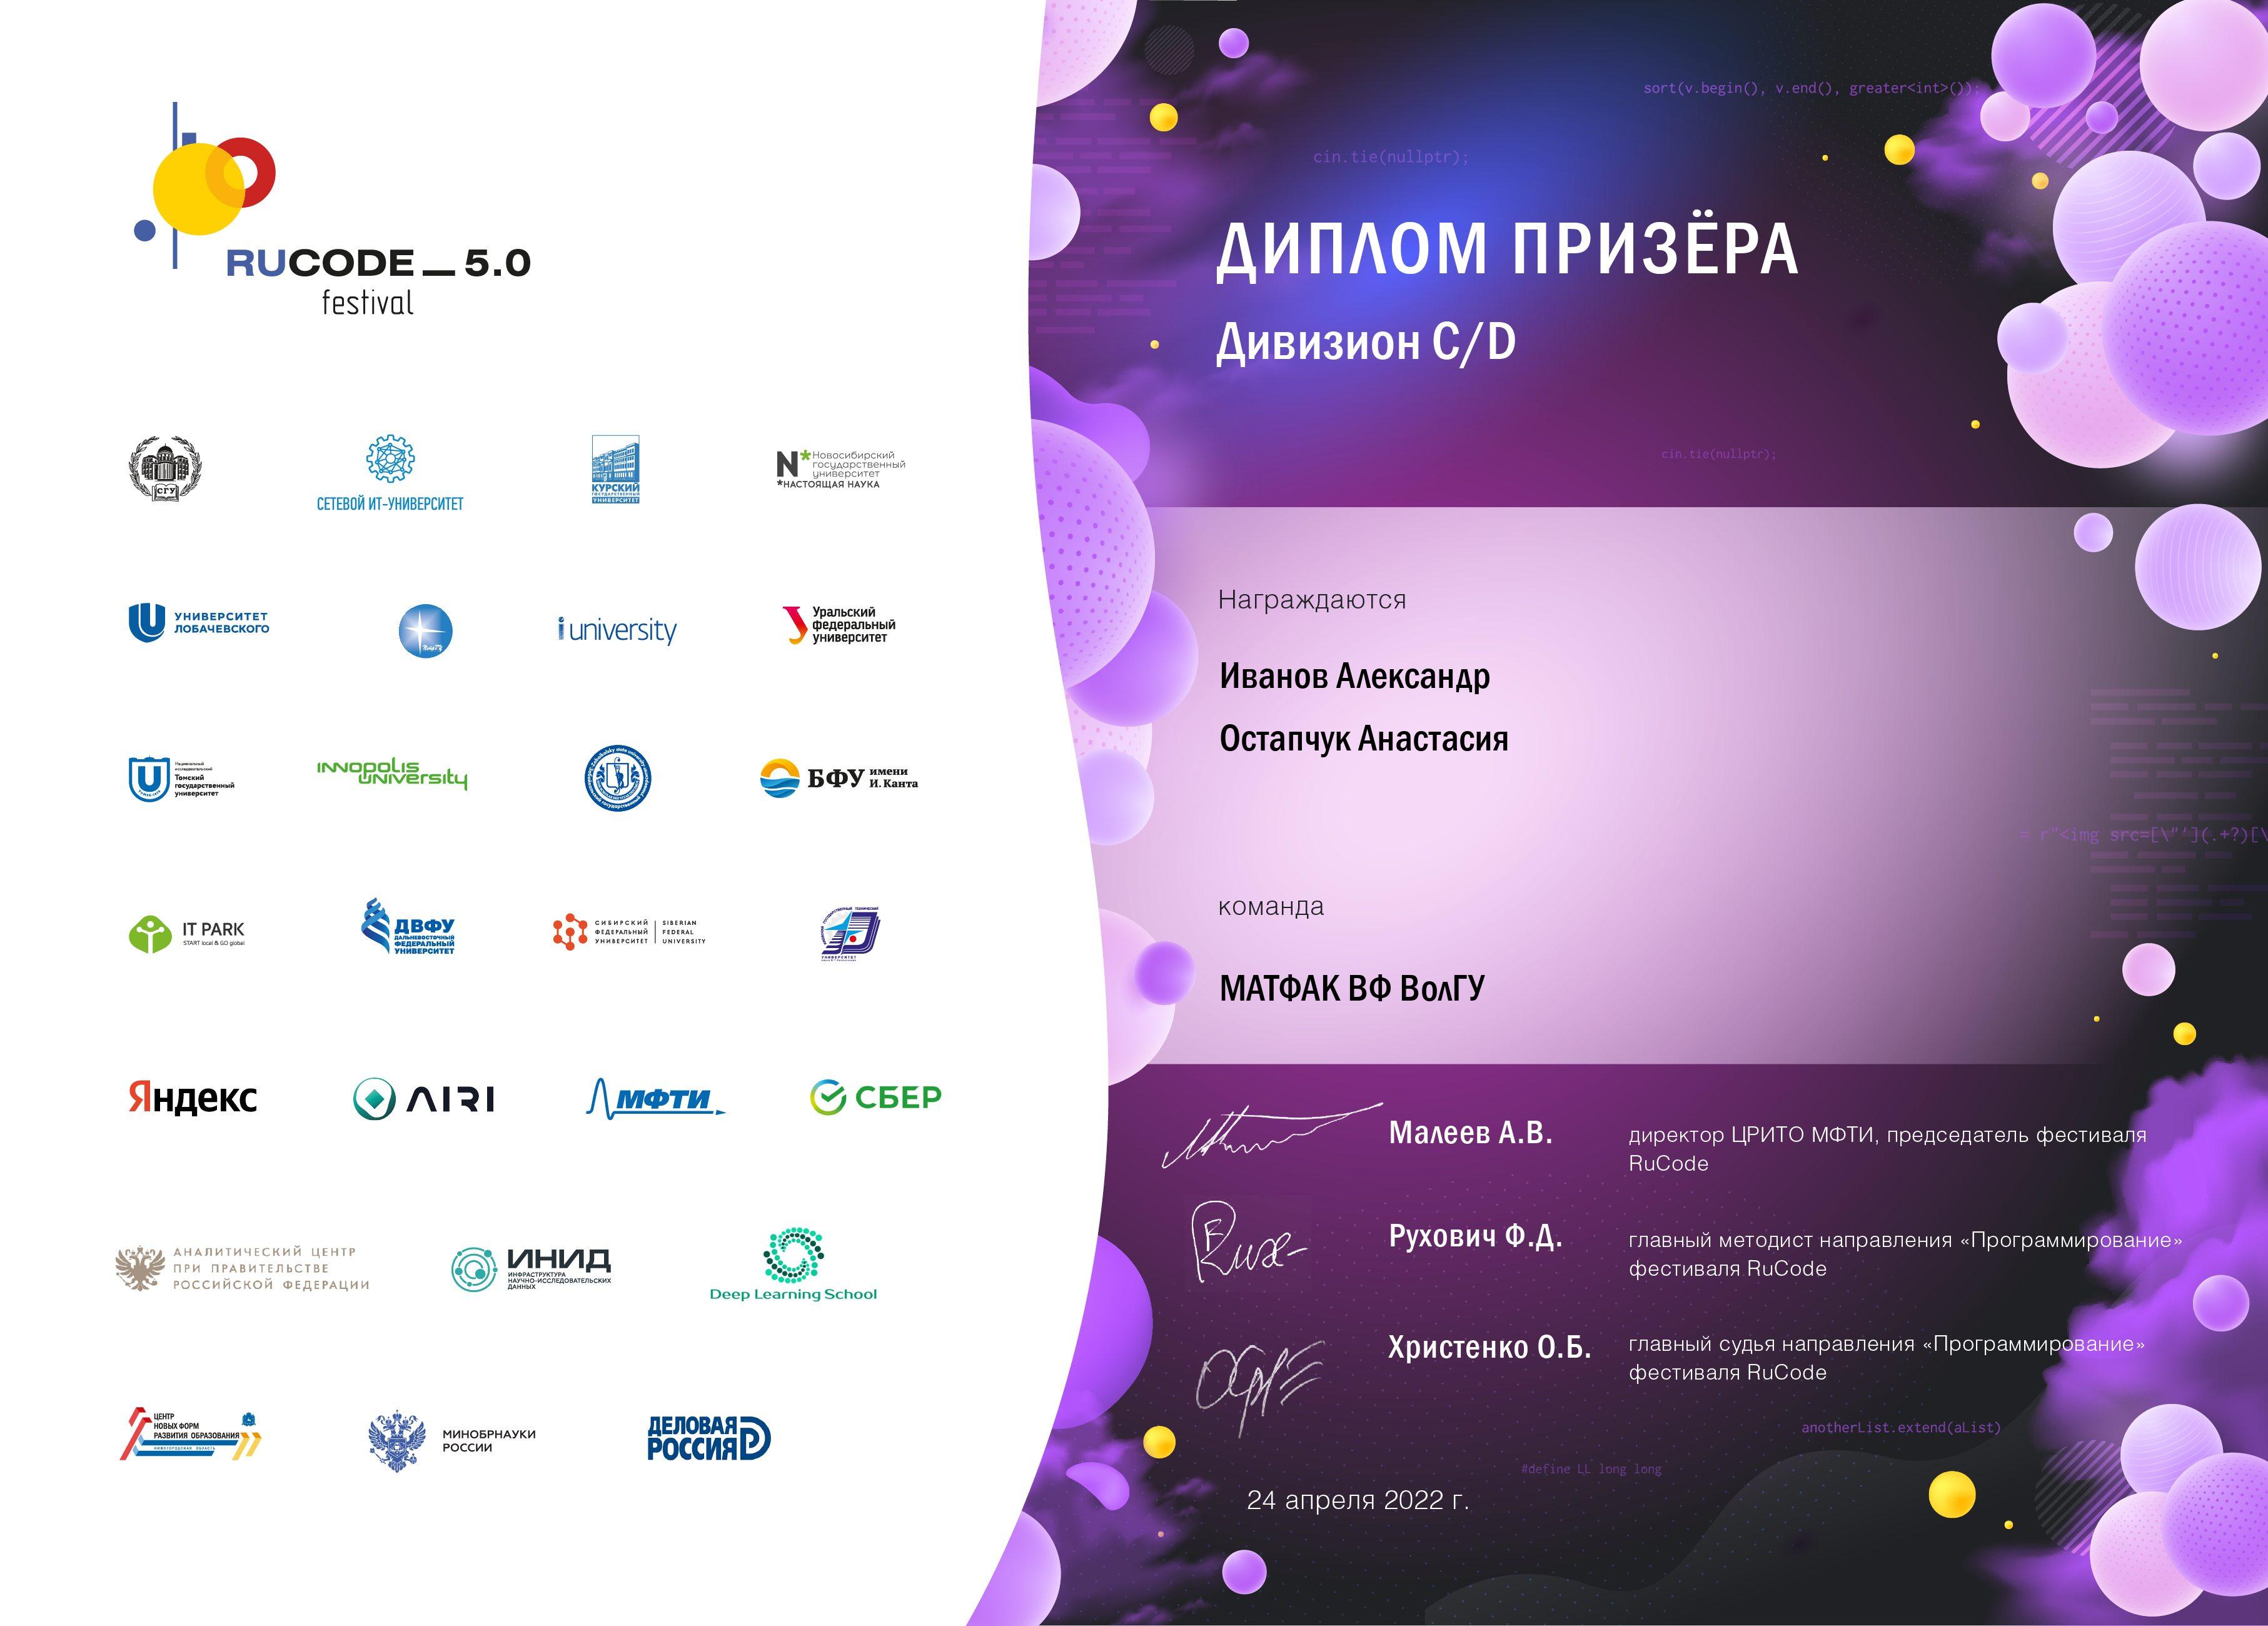 RUCODE_5.0
festival
СГУ
СЕТЕВОЙ ИТ-УНИВЕРСИТЕТ
КУРСКИЙ
ГОСУДАРСТВЕННЫЙ
УНИВЕРСИТЕТ
N*
Новосибирский
государственный
университет
*НАСТОЯЩАЯ НАУКА
УНИВЕРСИТЕТ
ЛОБАЧЕВСКОГО
i university
Уральский
федеральный
университет
Национальный
исследовательский
Томский
государственный
университет
INNOPOLIS
UNIVERSITY
БФУ имени
И. Канта
IT PARK
START local & GO global
ДВФУ
ДАЛЬНЕВОСТОЧНЫЙ
ФЕДЕРАЛЬНЫЙ
УНИВЕРСИТЕТ
СИБИРСКИЙ
ФЕДЕРАЛЬНЫЙ
УНИВЕРСИТЕТ
SIBERIAN
FEDERAL
UNIVERSITY
УНИВЕРСИТЕТ
Яндекс
AIRI
МФТИ
СБЕР
АНАЛИТИЧЕСКИЙ ЦЕНТР
ПРИ ПРАВИТЕЛЬСТВЕ
РОССИЙСКОЙ ФЕДЕРАЦИИ
ИНИД
ИНФРАСТРУКТУРА
НАУЧНО-ИССЛЕДОВАТЕЛЬСКИХ
ДАННЫХ
Deep Learning School
ЦЕНТР
НОВЫХ ФОРМ
РАЗВИТИЯ ОБРАЗОВАНИЯ
НИЖЕГОРОДСКАЯ ОБЛАСТЬ
МИНОБРНАУКИ
РОССИИ
ДЕЛОВАЯ
РОССИЯ
sort(v.begin(), v.end(), greater<int>());
cin.tie(nullptr);
ДИПЛОМ ПРИЗЁРА
Дивизион C/D
cin.tie(nullptr);
Награждаются
Иванов Александр
Остапчук Анастасия
= r"<img src=[\"'](.+?)[\
команда
МАТФАК ВФ ВолГУ
Малеев А.В.
директор ЦРИТО МФТИ, председатель фестиваля
RuCode
Рухович Ф.Д.
главный методист направления «Программирование»
фестиваля RuCode
Христенко О.Б.
главный судья направления «Программирование»
фестиваля RuCode
anotherList.extend(aList)
#define LL long long
24 апреля 2022 г.